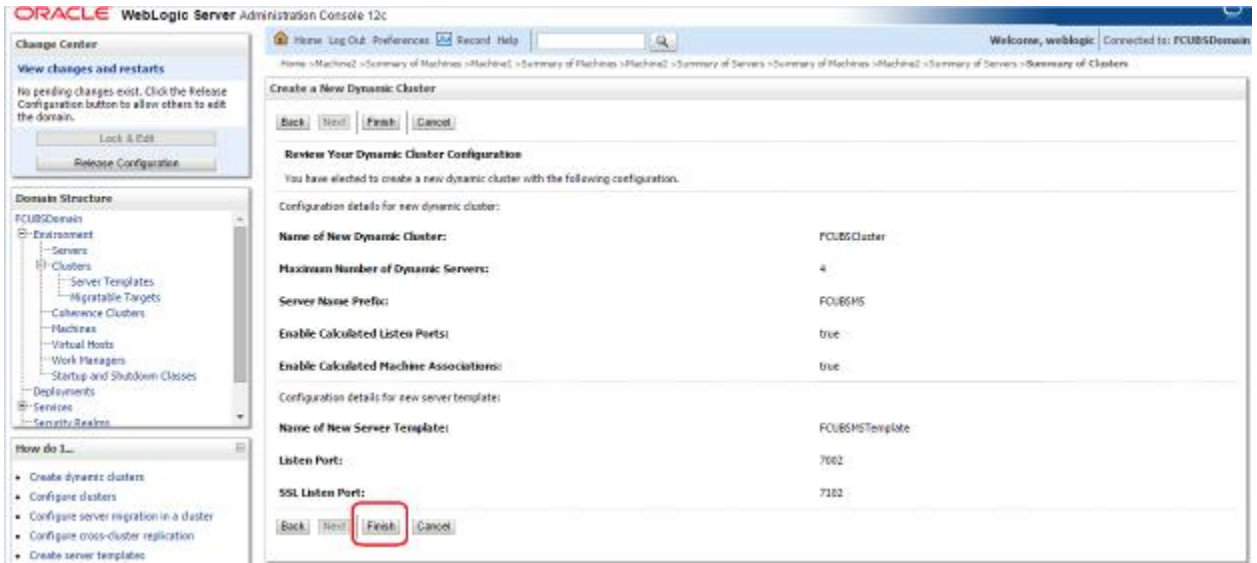 ORACLE WebLogic Server Administration Console 12c
Change Center
View changes and restarts
No pending changes exist. Click the Release
Configuration button to allow others to edit
the domain.
Lock & Edit
Release Configuration
Domain Structure
FCUBSDomain
Environment
Servers
Clusters
Server Templates
Migratable Targets
Coherence Clusters
Machines
Virtual Hosts
Work Managers
Startup and Shutdown Classes
Deployments
Services
Security Realms
How do I...
Create dynamic clusters
Configure clusters
Configure server migration in a cluster
Configure cross-cluster replication
Create server templates
Home Log Out Preferences Record Help
Welcome, weblogic Connected to: FCUBSDomain
Home >Machine2 >Summary of Machines >Machine1 >Summary of Machines >Machine2 >Summary of Servers >Summary of Machines >Machine2 >Summary of Servers >Summary of Clusters
Create a New Dynamic Cluster
Back Next Finish Cancel
Review Your Dynamic Cluster Configuration
You have elected to create a new dynamic cluster with the following configuration.
Configuration details for new dynamic cluster:
Name of New Dynamic Cluster: FCUBSCluster
Maximum Number of Dynamic Servers: 4
Server Name Prefix: FCUBSMS
Enable Calculated Listen Ports: true
Enable Calculated Machine Associations: true
Configuration details for new server template:
Name of New Server Template: FCUBSMSTemplate
Listen Port: 7002
SSL Listen Port: 7102
Back Next Finish Cancel